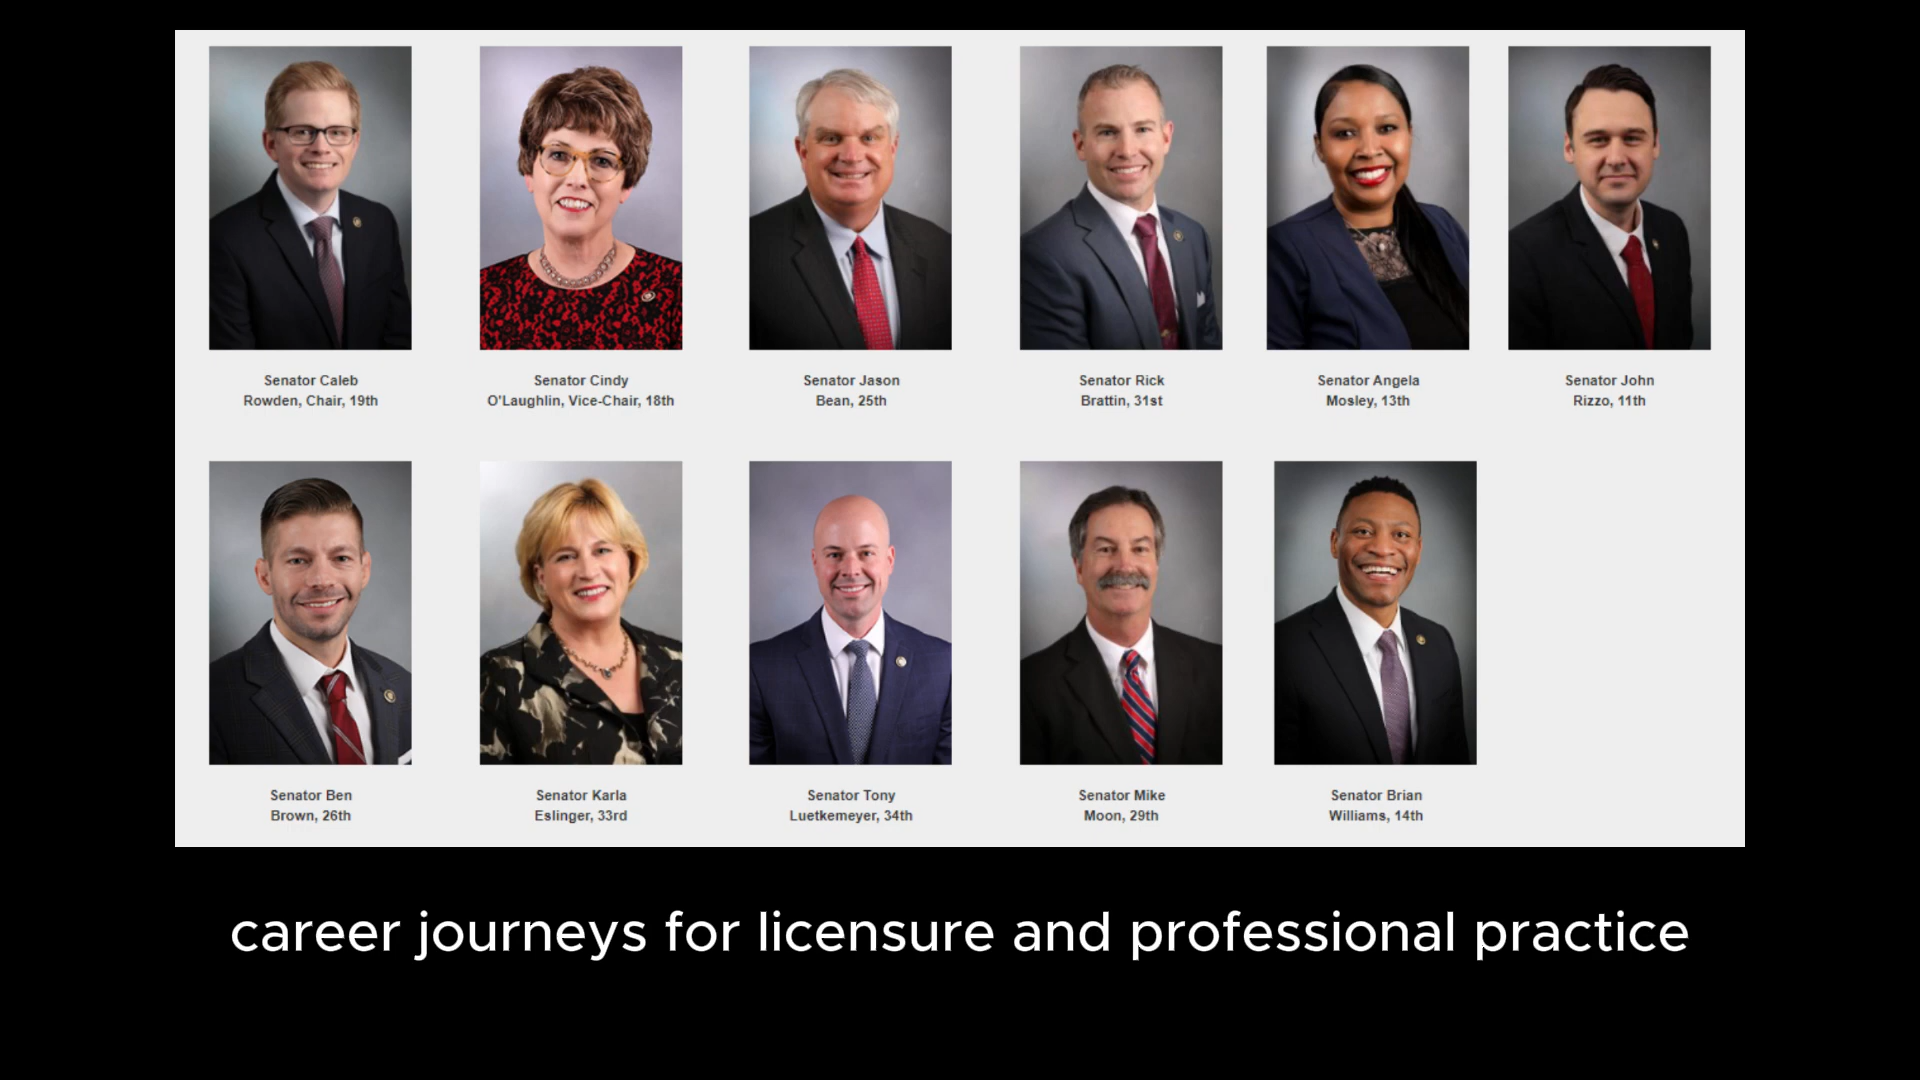 Senator Caleb
Rowden, Chair, 19th
Senator Cindy
O'Laughlin, Vice-Chair, 18th
Senator Jason
Bean, 25th
Senator Rick
Brattin, 31st
Senator Angela
Mosley, 13th
Senator John
Rizzo, 11th
Senator Ben
Brown, 26th
Senator Karla
Eslinger, 33rd
Senator Tony
Luetkemeyer, 34th
Senator Mike
Moon, 29th
Senator Brian
Williams, 14th
career journeys for licensure and professional practice